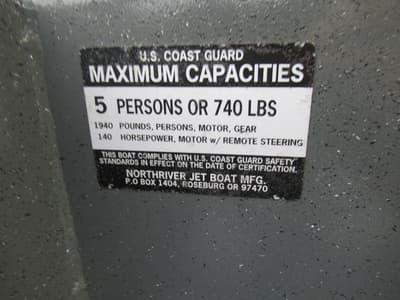 U.S. COAST GUARD
MAXIMUM CAPACITIES
5 PERSONS OR 740 LBS
1940 POUNDS, PERSONS, MOTOR, GEAR
140 HORSEPOWER, MOTOR w/ REMOTE STEERING
THIS BOAT COMPLIES WITH U.S. COAST GUARD SAFETY
STANDARDS IN EFFECT ON THE DATE OF CERTIFICATION.
NORTHRIVER JET BOAT MFG.
P.O BOX 1404, ROSEBURG OR 97470